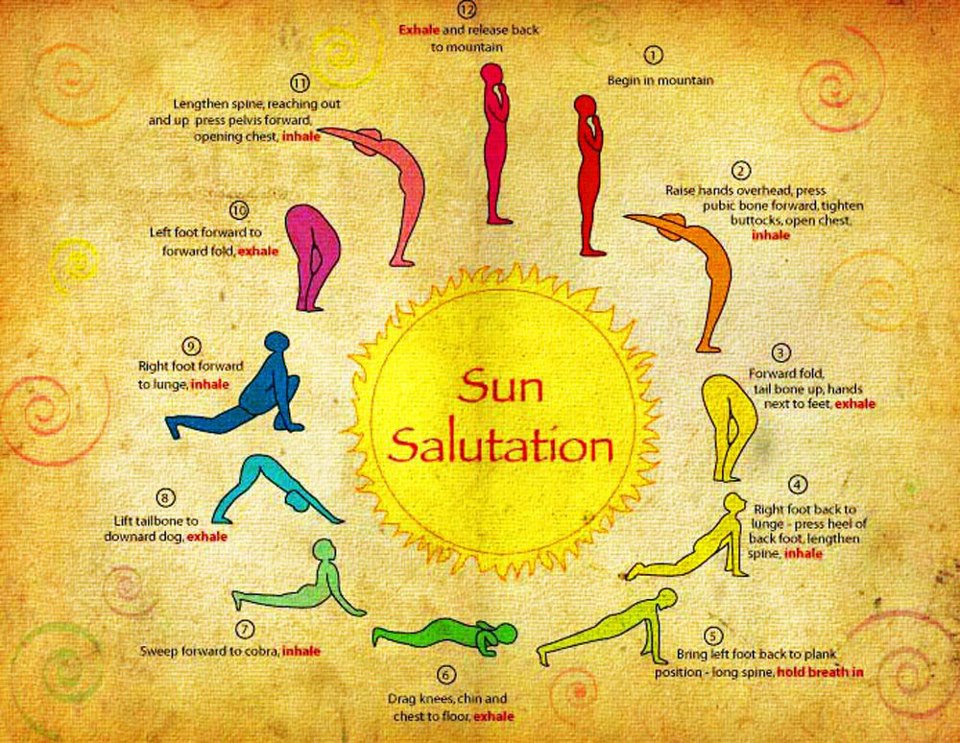 Sun
Salutation
1
Begin in mountain
2
Raise hands overhead, press
pubic bone forward, tighten
buttocks, open chest,
inhale
3
Forward fold,
tail bone up, hands
next to feet, exhale
4
Right foot back to
lunge - press heel of
back foot, lengthen
spine, inhale
5
Bring left foot back to plank
position - long spine, hold breath in
6
Drag knees, chin and
chest to floor, exhale
7
Sweep forward to cobra, inhale
8
Lift tailbone to
downard dog, exhale
9
Right foot forward
to lunge, inhale
10
Left foot forward to
forward fold, exhale
11
Lengthen spine, reaching out
and up press pelvis forward,
opening chest, inhale
12
Exhale and release back
to mountain